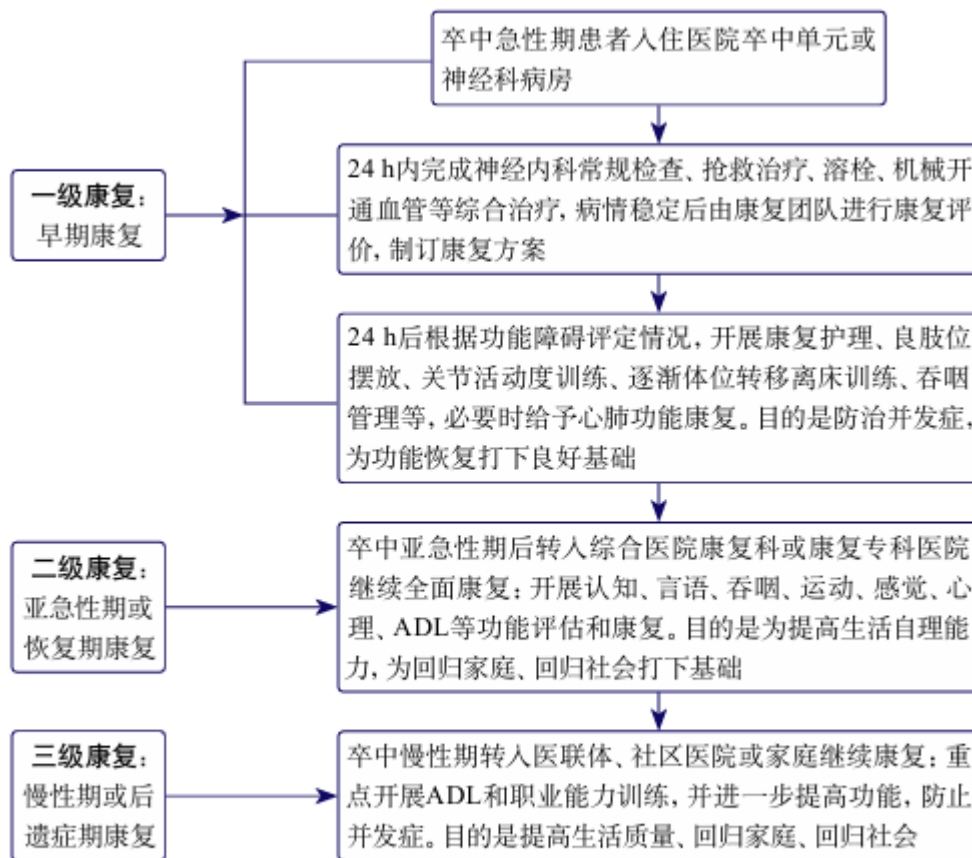 卒中急性期患者入住医院卒中单元或
神经科病房
一级康复：
早期康复
24 h内完成神经内科常规检查、抢救治疗、溶栓、机械开
通血管等综合治疗，病情稳定后由康复团队进行康复评
价，制订康复方案
24 h后根据功能障碍评定情况，开展康复护理、良肢位
摆放、关节活动度训练、逐渐体位转移离床训练、吞咽
管理等，必要时给予心肺功能康复。目的是防治并发症，
为功能恢复打下良好基础
二级康复：
亚急性期或
恢复期康复
卒中亚急性期后转入综合医院康复科或康复专科医院
继续全面康复；开展认知、言语、吞咽、运动、感觉、心
理、ADL等功能评估和康复。目的是为提高生活自理能
力，为回归家庭、回归社会打下基础
三级康复：
慢性期或后
遗症期康复
卒中慢性期转入医联体、社区医院或家庭继续康复；重
点开展ADL和职业能力训练，并进一步提高功能，防止
并发症。目的是提高生活质量、回归家庭、回归社会